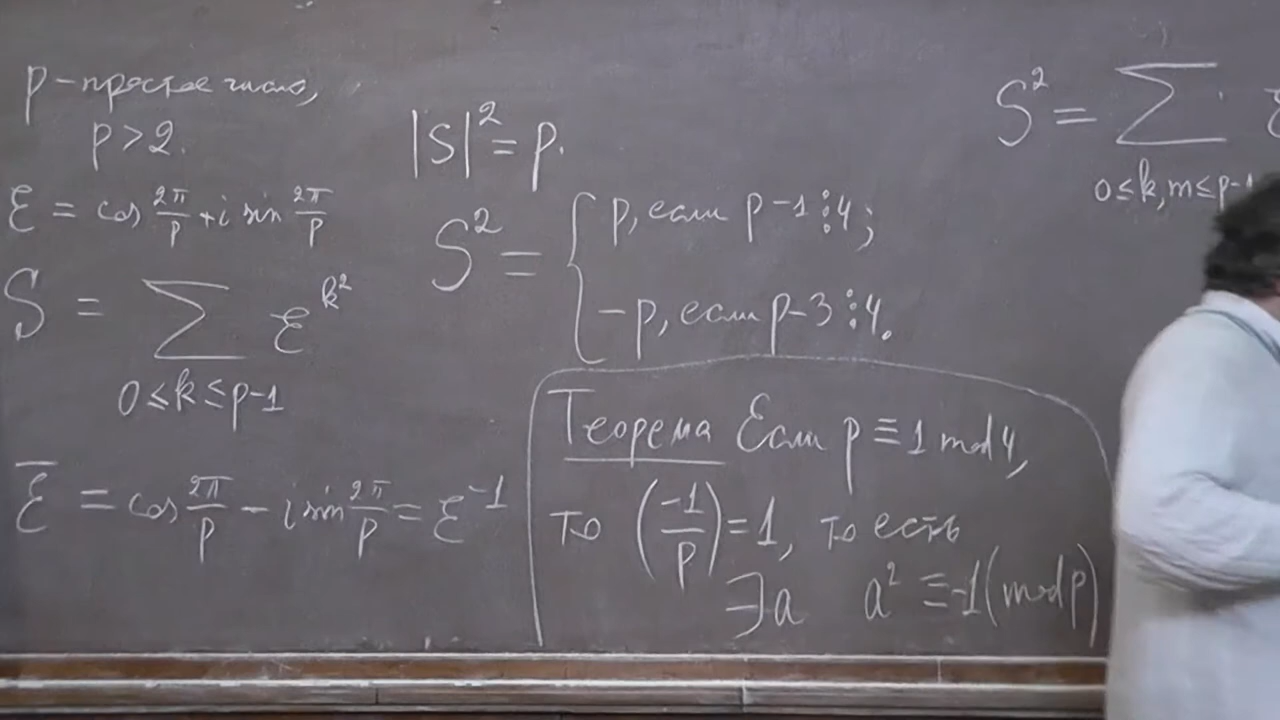 p – простое число,
p > 2.
ε = cos 2π/p + i sin 2π/p
S = ∑ ε^{k²}
0 ≤ k ≤ p-1
ε̅ = cos 2π/p − i sin 2π/p = ε^{-1}
|S|² = p.
S² = { p, если p-1 ⋮ 4;
-p, если p-3 ⋮ 4.
Теорема Если p ≡ 1 mod 4,
то (-1/p) = 1, то есть
∃a a² ≡ -1 (mod p)
S² = ∑
0 ≤ k, m ≤ p-1